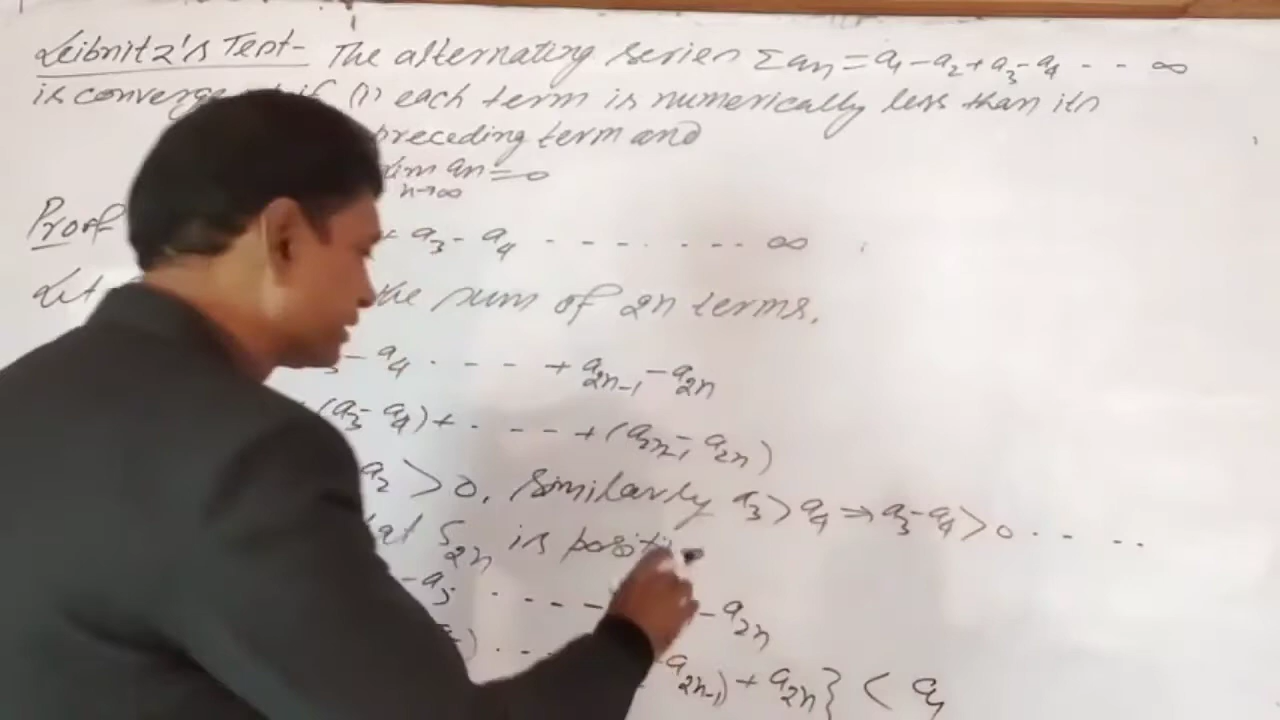 Leibnitz's Test- The alternating series Σan = a1 - a2 + a3 - a4 - - ∞
is (1) each term is numerically less than its
preceding term and
lim an = 0
n→∞
Proof + a3 - a4 - - - - - - - - ∞
Let the sum of 2n terms.
- a4 - - - - + a2n-1 - a2n
(a3 - a4) + - - - - + (a2n-1 - a2n)
a2 > 0. Similarly a3 > a4 ⇒ a3 - a4 > 0 - - - -
S2n is
- a5 - - - - - - a2n
a2n-1) + a2n} < a1